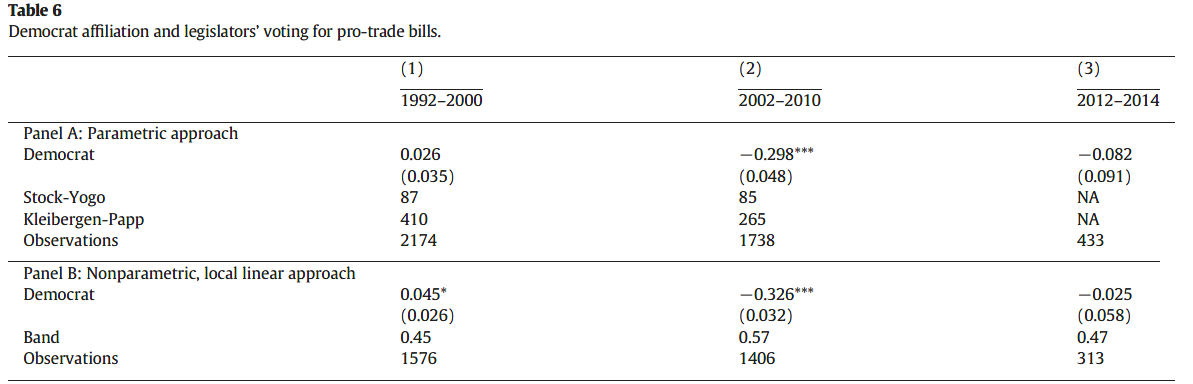 Table 6
Democrat affiliation and legislators' voting for pro-trade bills.
(1) (2) (3)
1992–2000 2002–2010 2012–2014
Panel A: Parametric approach
Democrat 0.026 −0.298*** −0.082
(0.035) (0.048) (0.091)
Stock-Yogo 87 85 NA
Kleibergen-Papp 410 265 NA
Observations 2174 1738 433
Panel B: Nonparametric, local linear approach
Democrat 0.045* −0.326*** −0.025
(0.026) (0.032) (0.058)
Band 0.45 0.57 0.47
Observations 1576 1406 313